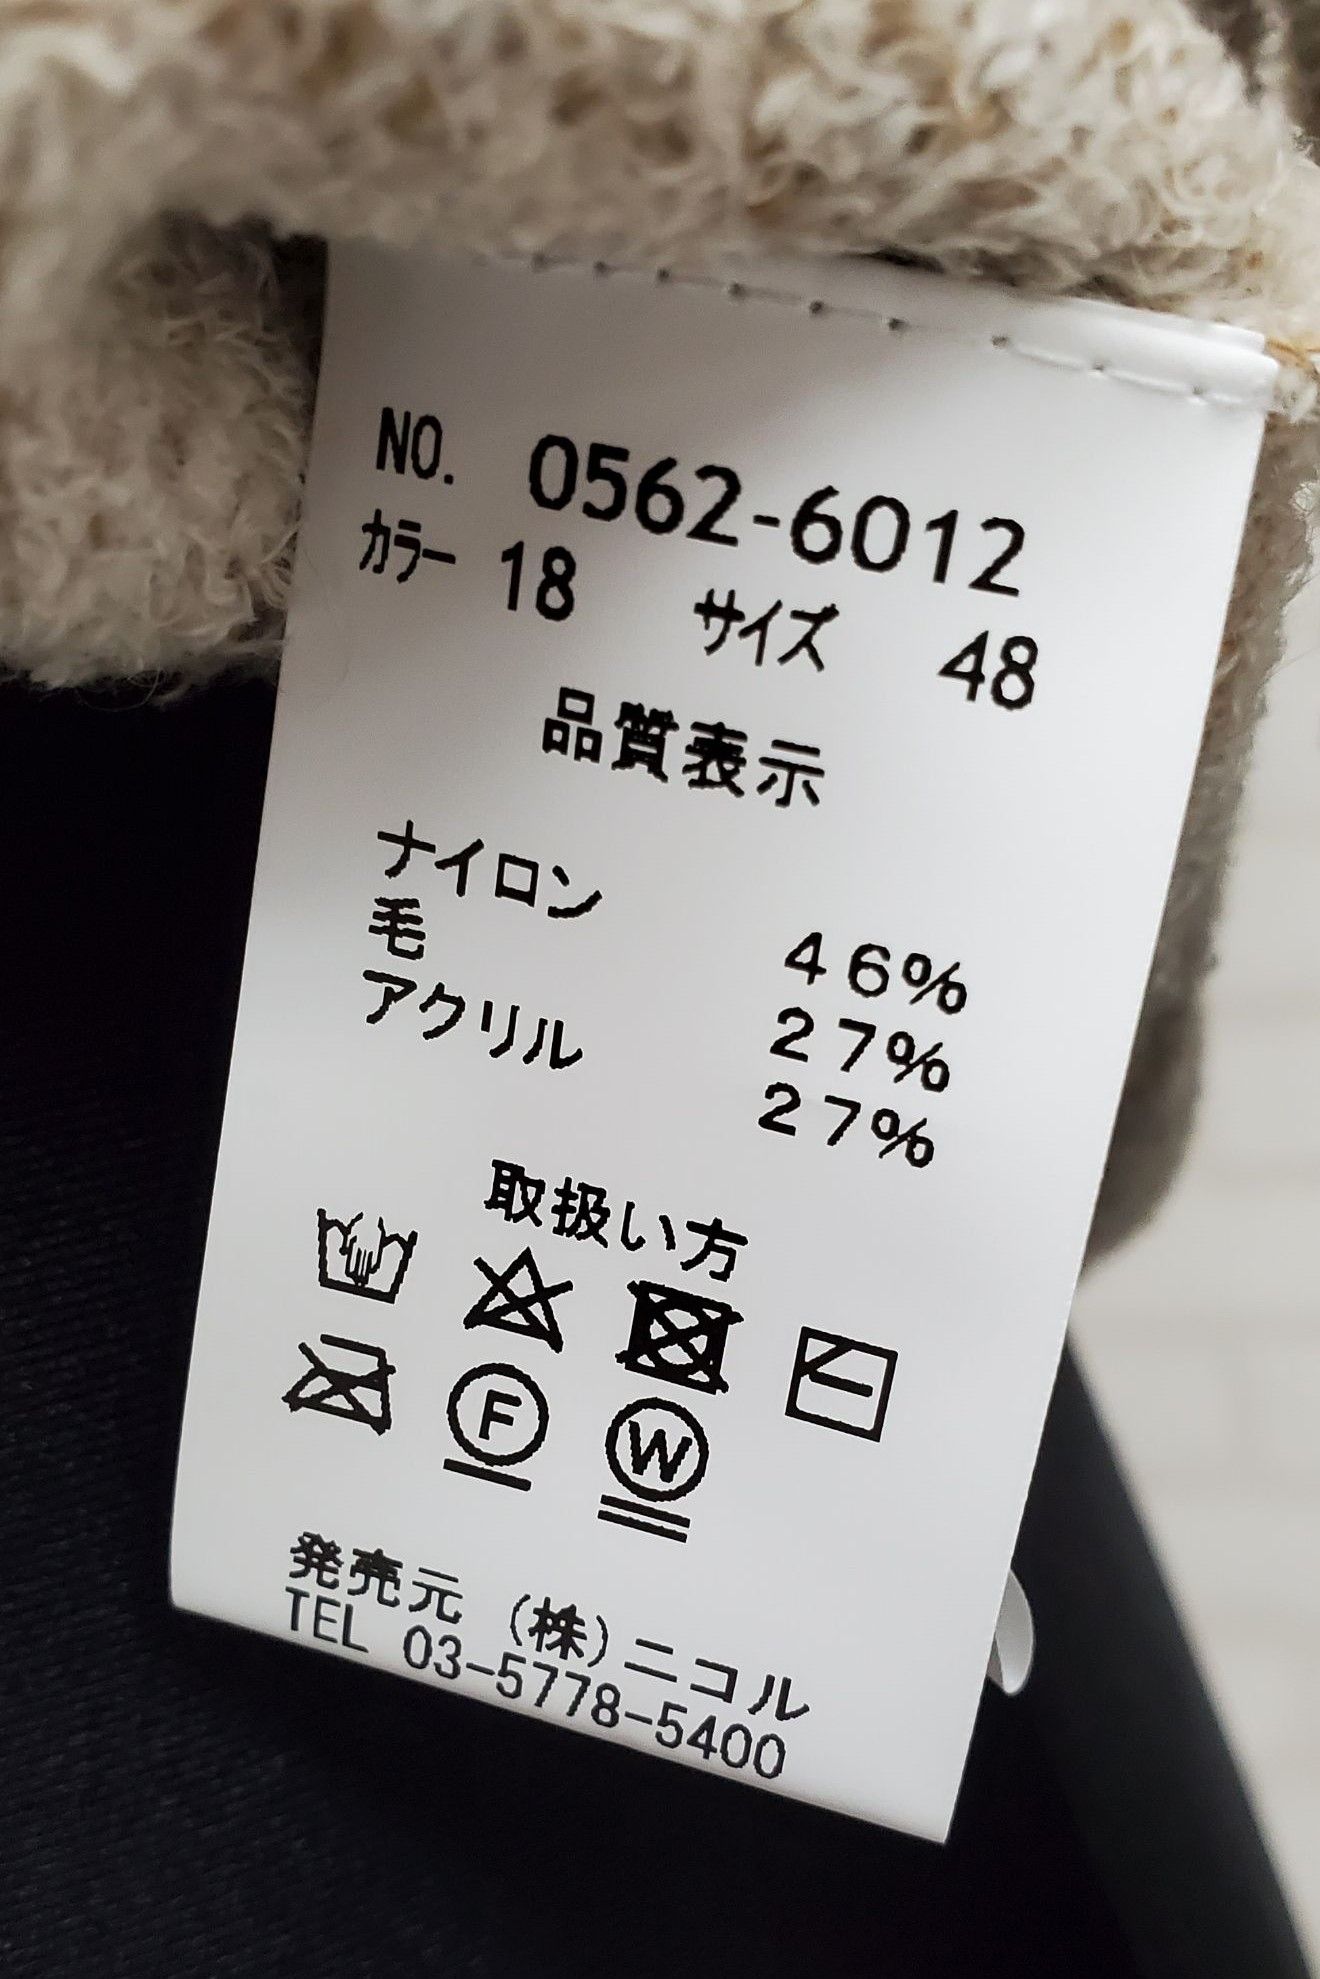 NO. 0562-6012
カラー 18 サイズ 48
品質表示
ナイロン 46%
毛 27%
アクリル 27%
取扱い方
F W
発売元 (株)ニコル
TEL 03-5778-5400